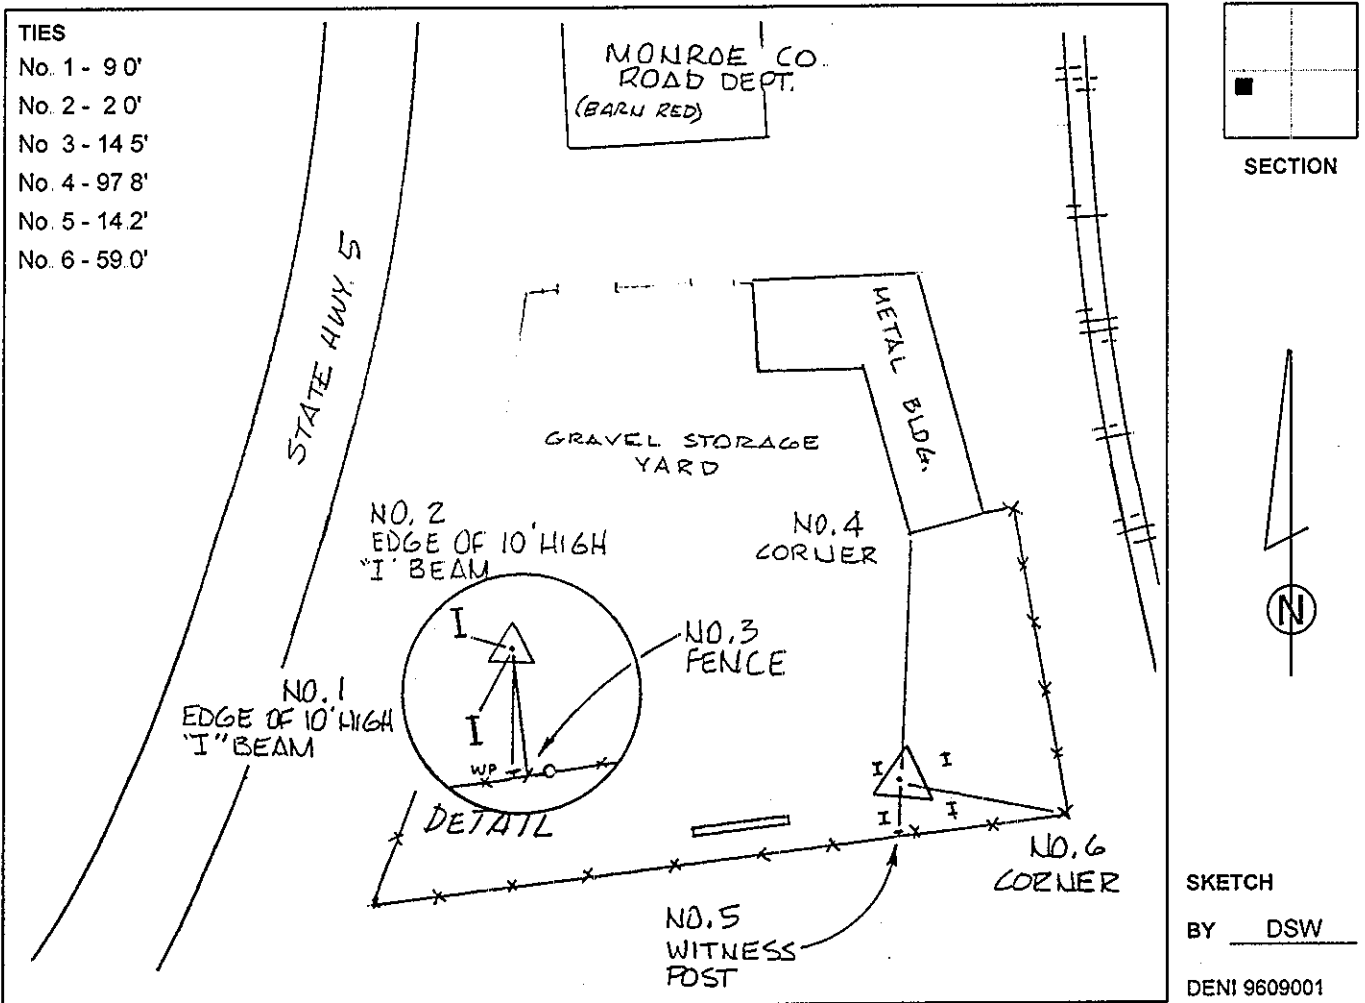 TIES
No. 1 - 9 0'
No. 2 - 2 0'
No 3 - 14 5'
No. 4 - 97 8'
No. 5 - 14.2'
No. 6 - 59.0'
MONROE CO.
ROAD DEPT.
(BARN RED)
SECTION
STATE HWY. 5
METAL BLDG.
GRAVEL STORAGE
YARD
NO. 2
EDGE OF 10' HIGH
"I" BEAM
NO. 4
CORNER
I
I
WP
NO. 3
FENCE
NO. 1
EDGE OF 10' HIGH
"I" BEAM
DETAIL
I
I
I
I
NO. 6
CORNER
NO. 5
WITNESS
POST
N
SKETCH
BY DSW
DENI 9609001